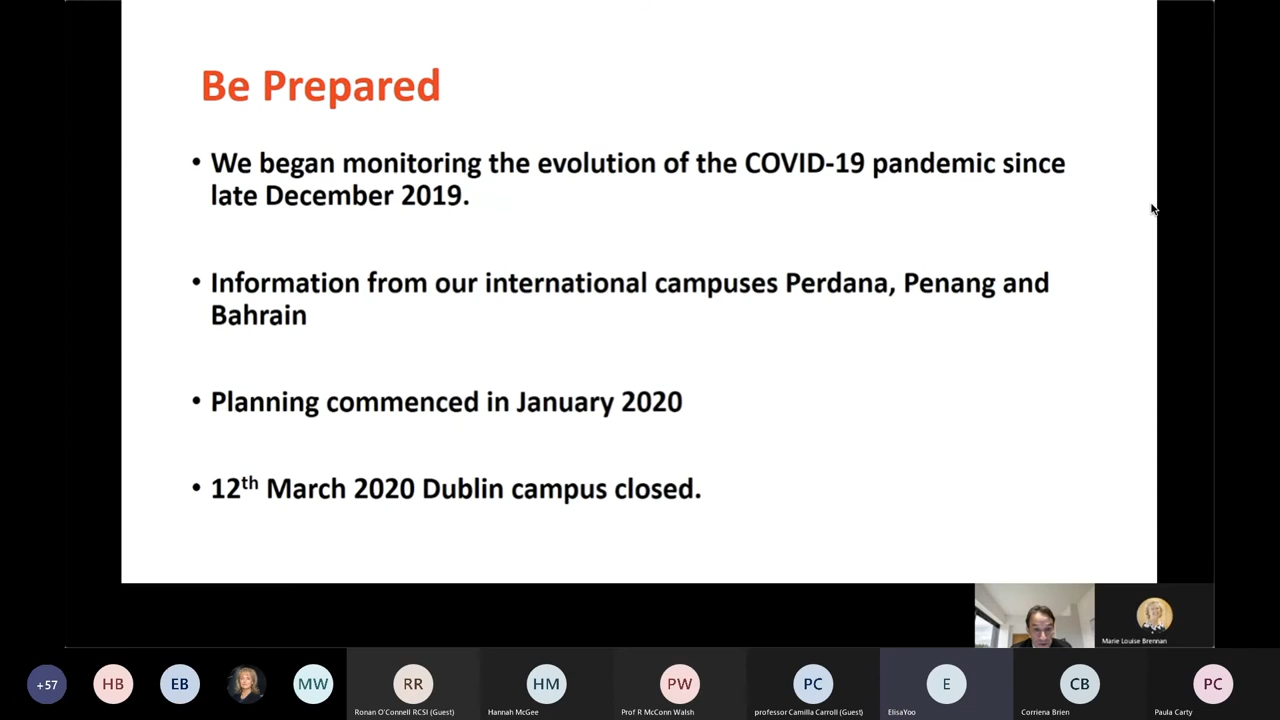 Be Prepared
• We began monitoring the evolution of the COVID-19 pandemic since
late December 2019.
• Information from our international campuses Perdana, Penang and
Bahrain
• Planning commenced in January 2020
• 12th March 2020 Dublin campus closed.
Marie Louise Brennan
+57
HB
EB
MW
RR
HM
PW
PC
E
CB
PC
Ronan O'Connell RCSI (Guest)
Hannah McGee
Prof R McConn Walsh
professor Camilla Carroll (Guest)
ElisaYoo
Corriena Brien
Paula Carty